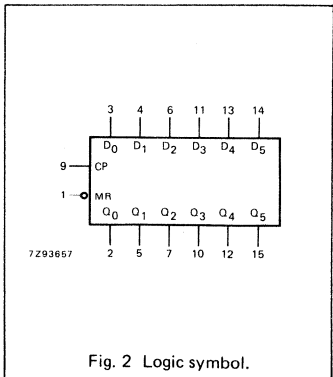 3 4 6 11 13 14
D0 D1 D2 D3 D4 D5
9 CP
1 MR
Q0 Q1 Q2 Q3 Q4 Q5
7Z93657
2 5 7 10 12 15
Fig. 2 Logic symbol.